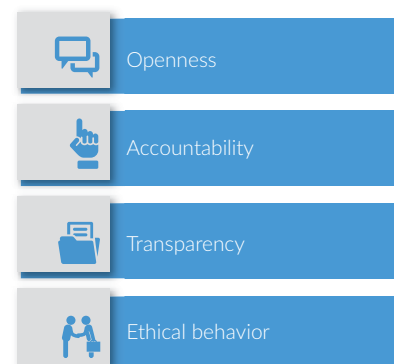 Openness
Accountability
Transparency
Ethical behavior